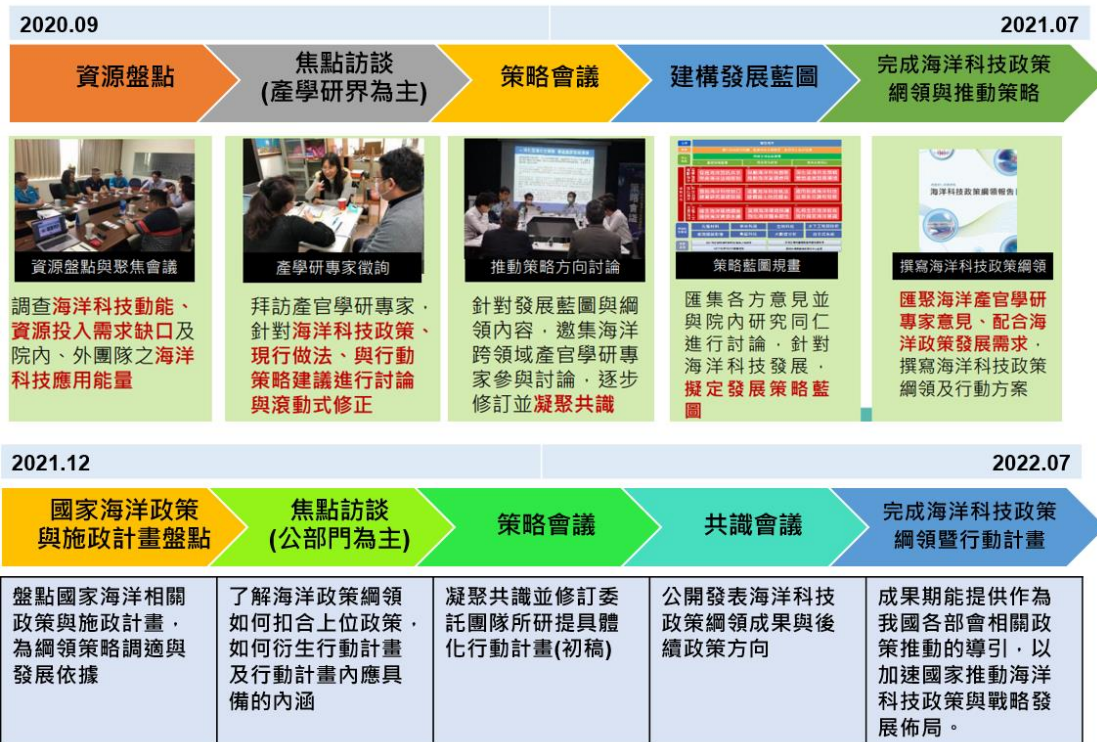 2020.09
2021.07
資源盤點
焦點訪談
(產學研界為主)
策略會議
建構發展藍圖
完成海洋科技政策
網領與推動策略
海洋科技政策綱領報告
資源盤點與聚焦會議
產學研專家徵詢
推動策略方向討論
策略藍圖規畫
撰寫海洋科技政策綱領
調查海洋科技動能、
資源投入需求缺口及
院內、外團隊之海洋
科技應用能量
拜訪產官學研專家，
針對海洋科技政策、
現行做法、與行動
策略建議進行討論
與滾動式修正
針對發展藍圖與綱
領內容，邀集海洋
跨領域產官學研專
家參與討論，逐步
修訂並凝聚共識
匯集各方意見並
與院內研究同仁
進行討論，針對
海洋科技發展，
擬定發展策略藍
圖
匯聚海洋產官學研
專家意見、配合海
洋政策發展需求，
撰寫海洋科技政策
綱領及行動方案
2021.12
2022.07
國家海洋政策
與施政計畫盤點
焦點訪談
(公部門為主)
策略會議
共識會議
完成海洋科技政策
綱領暨行動計畫
盤點國家海洋相關
政策與施政計畫，
為綱領策略調適與
發展依據
了解海洋政策綱領
如何扣合上位政策，
如何衍生行動計畫
及行動計畫內應具
備的內涵
凝聚共識並修訂委
託團隊所研提具體
化行動計畫(初稿)
公開發表海洋科技
政策綱領成果與後
續政策方向
成果期能提供作為
我國各部會相關政
策推動的導引，以
加速國家推動海洋
科技政策與戰略發
展佈局。